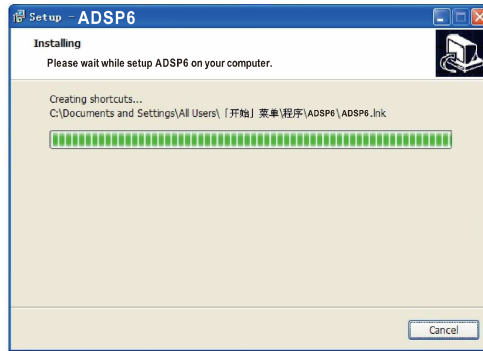 Setup - ADSP6
Installing
Please wait while setup ADSP6 on your computer.
Creating shortcuts...
C:\Documents and Settings\All Users\「开始」菜单\程序\ADSP6\ADSP6.lnk
Cancel